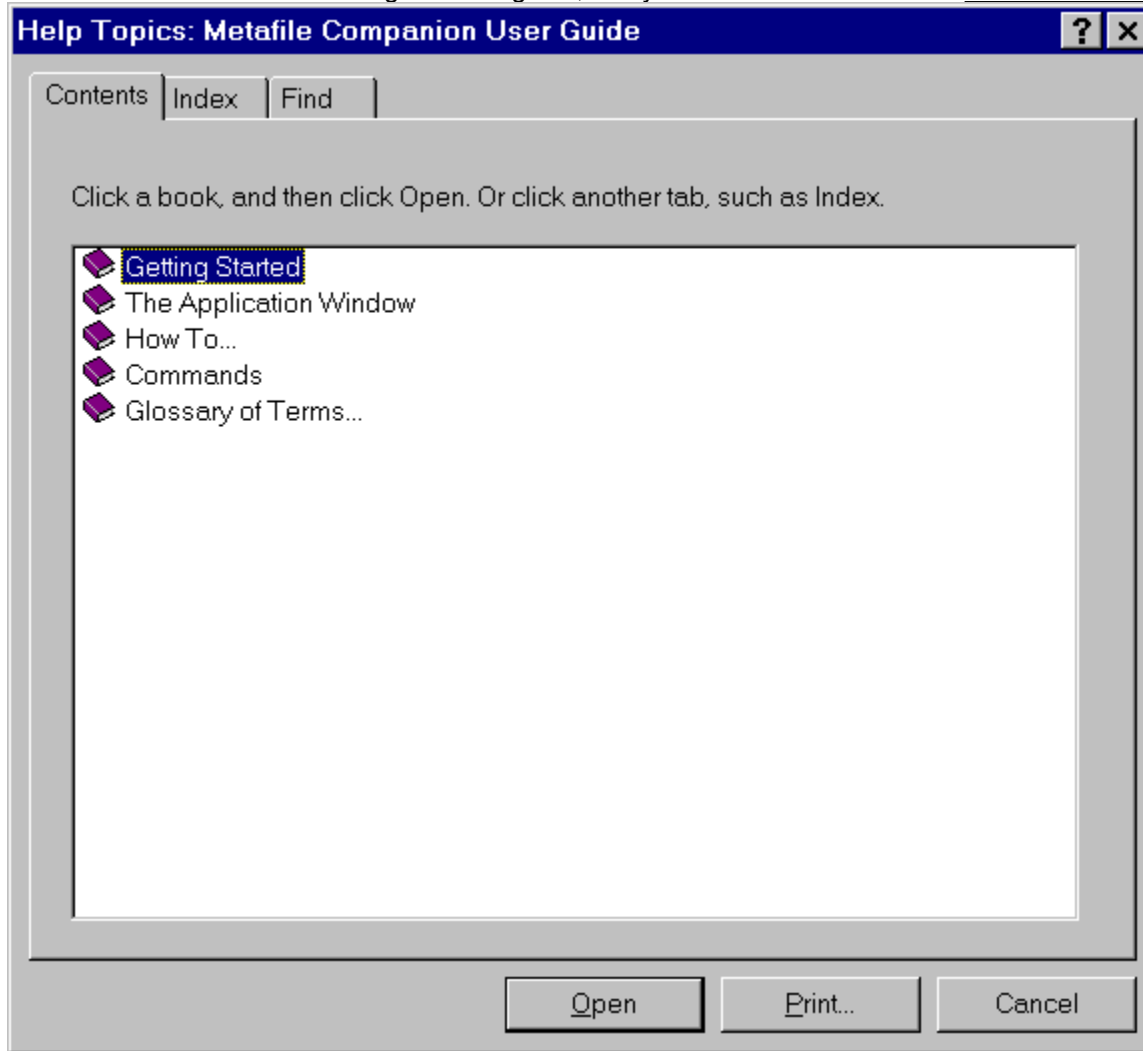 Help Topics: Metafile Companion User Guide
Contents Index Find
Click a book, and then click Open. Or click another tab, such as Index.
Getting Started
The Application Window
How To...
Commands
Glossary of Terms...
Open Print... Cancel